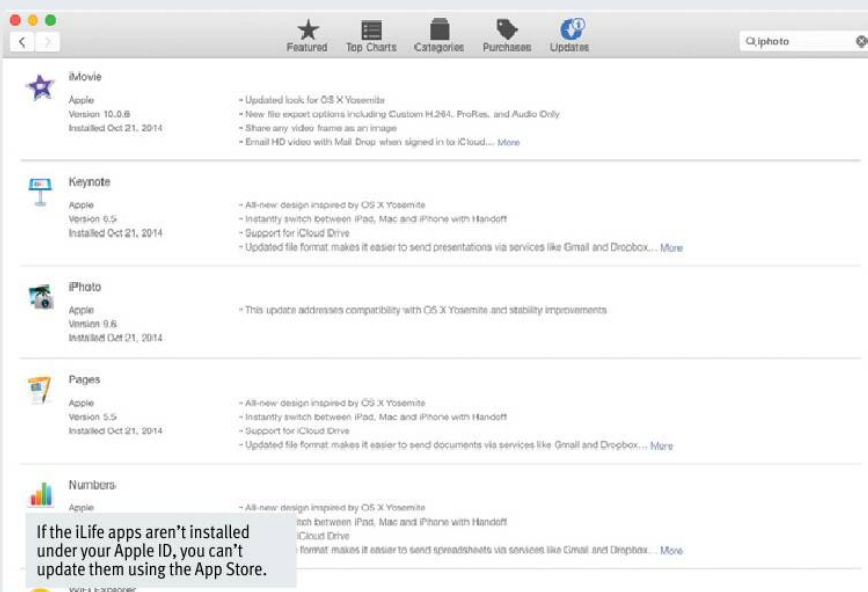 Featured Top Charts Categories Purchases Updates
iphoto
iMovie
Apple
Version 10.0.6
Installed Oct 21, 2014
- Updated look for OS X Yosemite
- New file export options including Custom H.264, ProRes, and Audio Only
- Share any video frame as an image
- Email HD video with Mail Drop when signed in to iCloud... More
Keynote
Apple
Version 6.5
Installed Oct 21, 2014
- All-new design inspired by OS X Yosemite
- Instantly switch between iPad, Mac and iPhone with Handoff
- Support for iCloud Drive
- Updated file format makes it easier to send presentations via services like Gmail and Dropbox... More
iPhoto
Apple
Version 9.6
Installed Oct 21, 2014
- This update addresses compatibility with OS X Yosemite and stability improvements
Pages
Apple
Version 5.5
Installed Oct 21, 2014
- All-new design inspired by OS X Yosemite
- Instantly switch between iPad, Mac and iPhone with Handoff
- Support for iCloud Drive
- Updated file format makes it easier to send documents via services like Gmail and Dropbox... More
Numbers
Apple
- All-new design inspired by OS X Yosemite
between iPad, Mac and iPhone with Handoff
iCloud Drive
format makes it easier to send spreadsheets via services like Gmail and Dropbox... More
If the iLife apps aren't installed
under your Apple ID, you can't
update them using the App Store.
WiFi Explorer